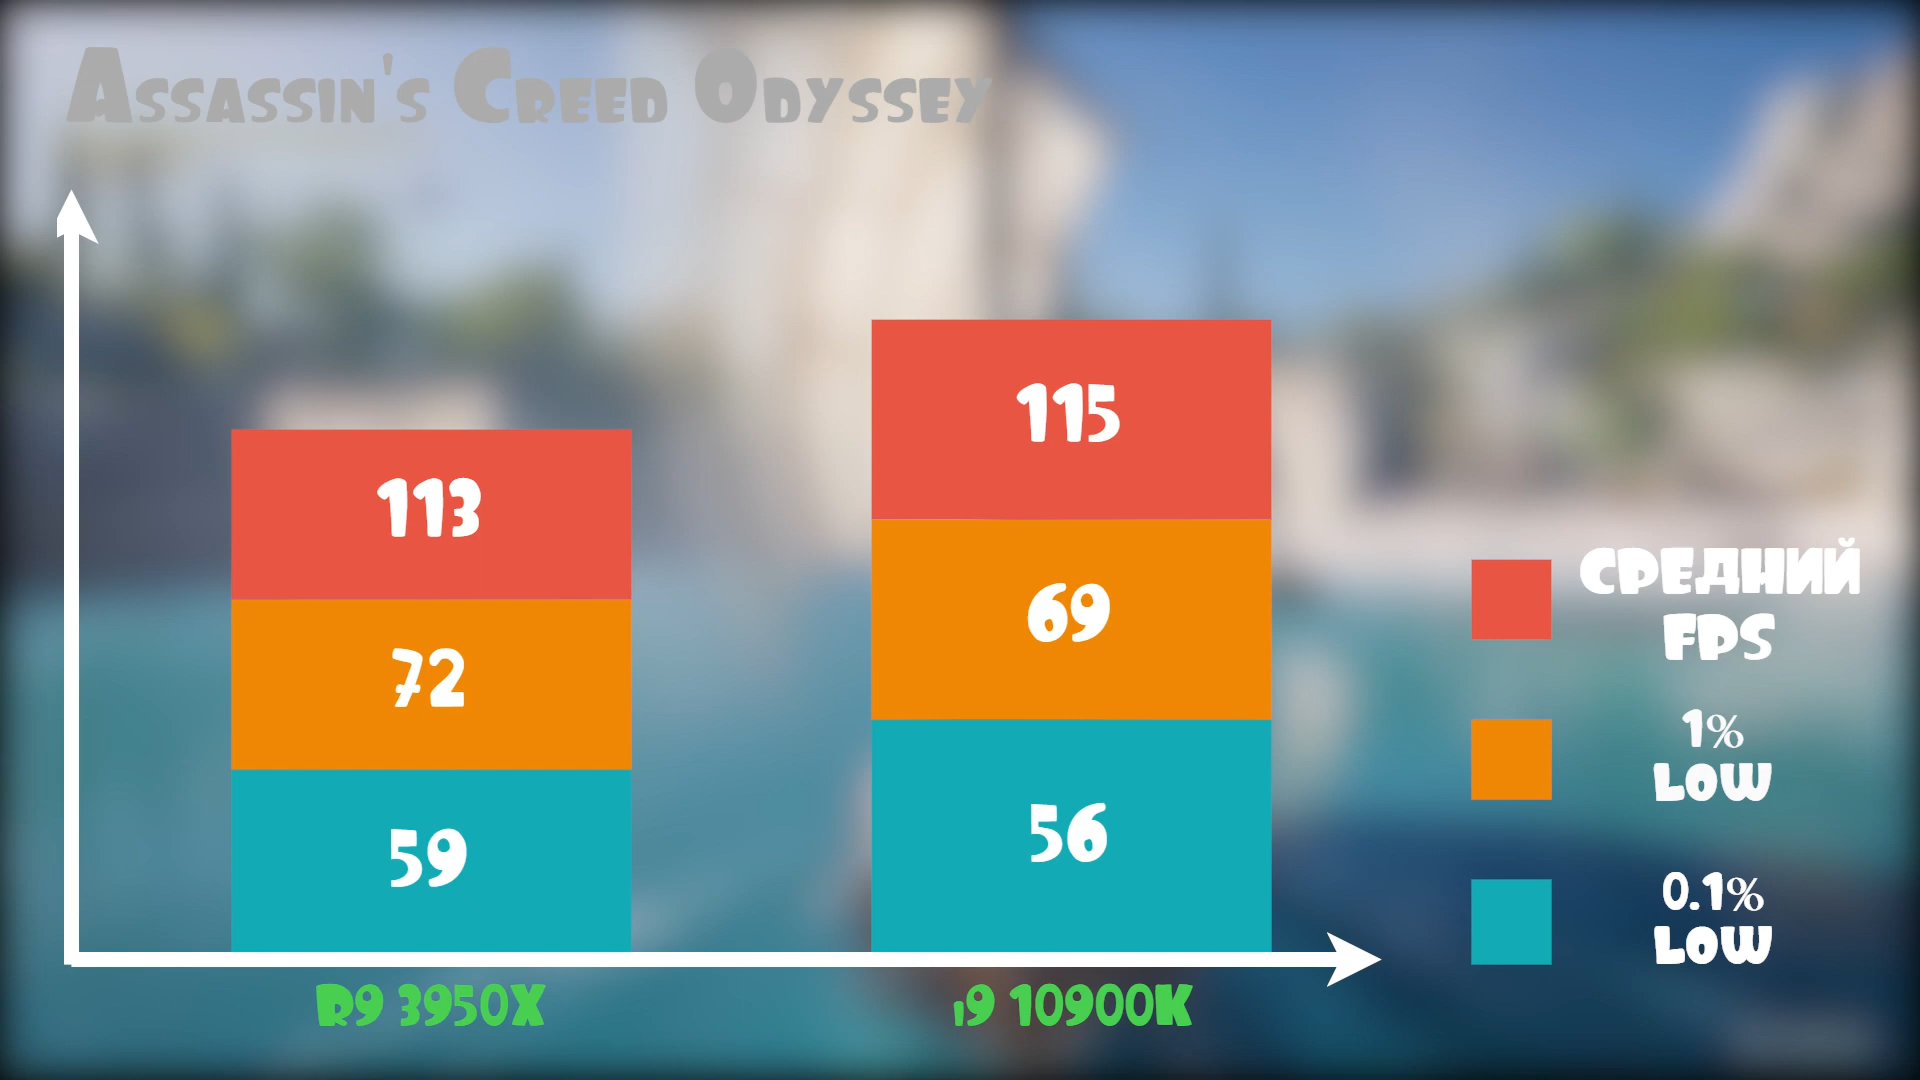 Assassin's Creed Odyssey
113
72
59
115
69
56
СРЕДНИЙ
FPS
1%
LOW
0.1%
LOW
R9 3950X
i9 10900K